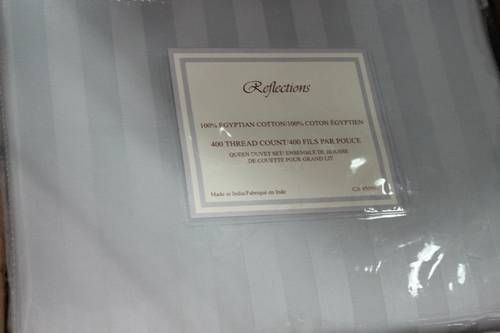 Reflections
100% EGYPTIAN COTTON/100% COTON ÉGYPTIEN
400 THREAD COUNT/400 FILS PAR POUCE
QUEEN DUVET SET/ ENSEMBLE DE HOUSSE
DE COUETTE POUR GRAND LIT
Made in India/Fabriqué en Inde
CA